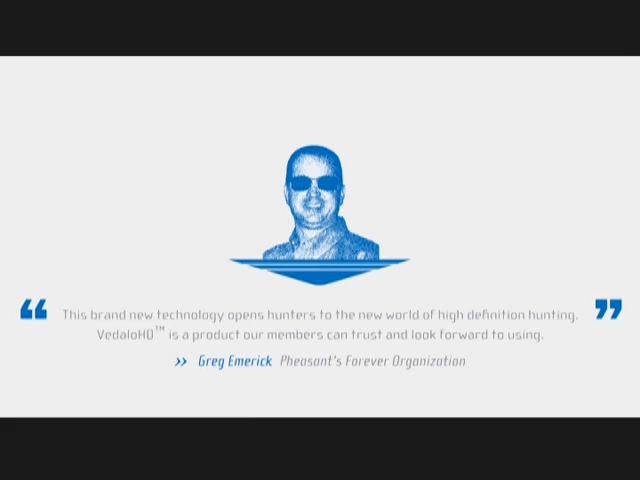 “ This brand new technology opens hunters to the new world of high definition hunting. ”
VedaloHD™ is a product our members can trust and look forward to using.
›› Greg Emerick Pheasant's Forever Organization